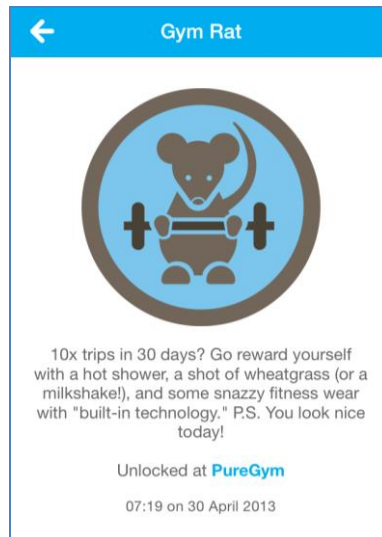 Gym Rat
10x trips in 30 days? Go reward yourself
with a hot shower, a shot of wheatgrass (or a
milkshake!), and some snazzy fitness wear
with "built-in technology." P.S. You look nice
today!
Unlocked at PureGym
07:19 on 30 April 2013